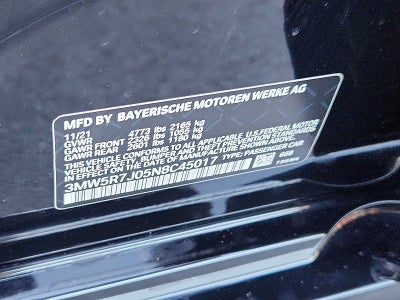 MFD BY BAYERISCHE MOTOREN WERKE AG
11/21
GVWR 4773 lbs 2165 kg
GAWR FRONT 2326 lbs 1055 kg
GAWR REAR 2601 lbs 1180 kg
THIS VEHICLE CONFORMS TO ALL APPLICABLE U.S. FEDERAL MOTOR
VEHICLE SAFETY, BUMPER AND THEFT PREVENTION STANDARDS
IN EFFECT ON THE DATE OF MANUFACTURE SHOWN ABOVE.
3MW5R7J05N8C45017 TYPE: PASSENGER CAR